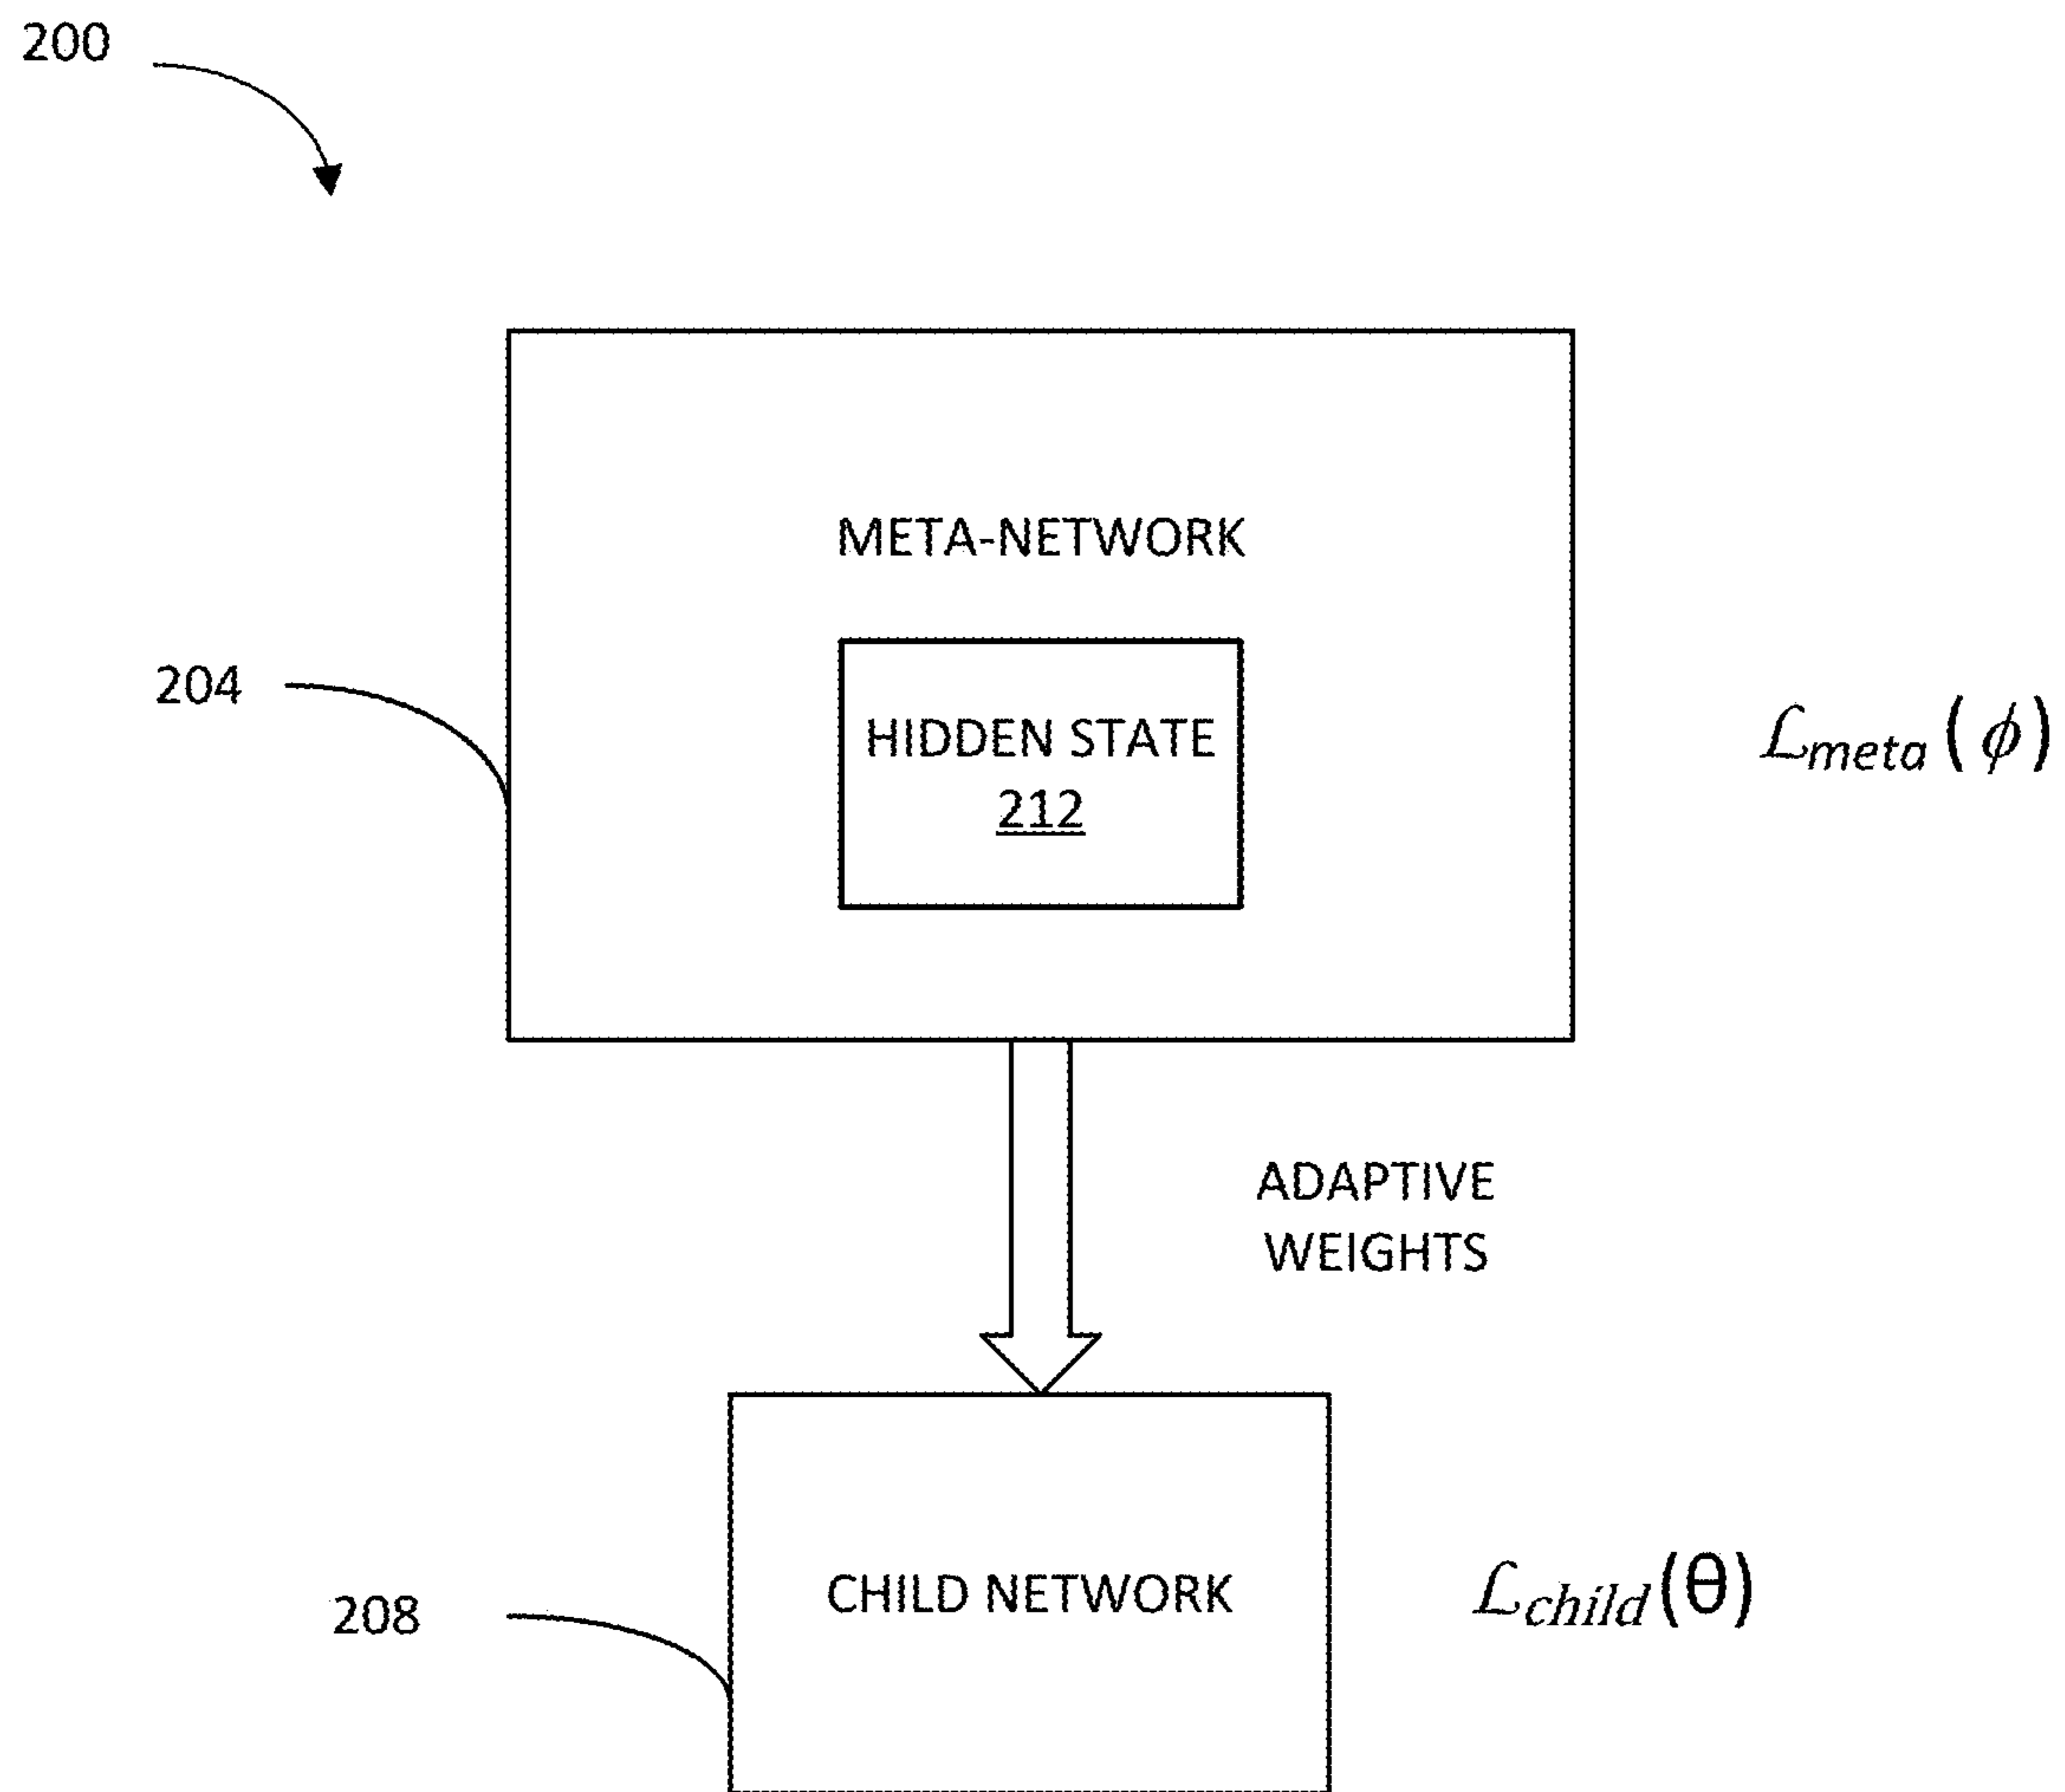 200
META-NETWORK
204
HIDDEN STATE
212
ℒmeta (ϕ)
ADAPTIVE
WEIGHTS
CHILD NETWORK
208
ℒchild (θ)